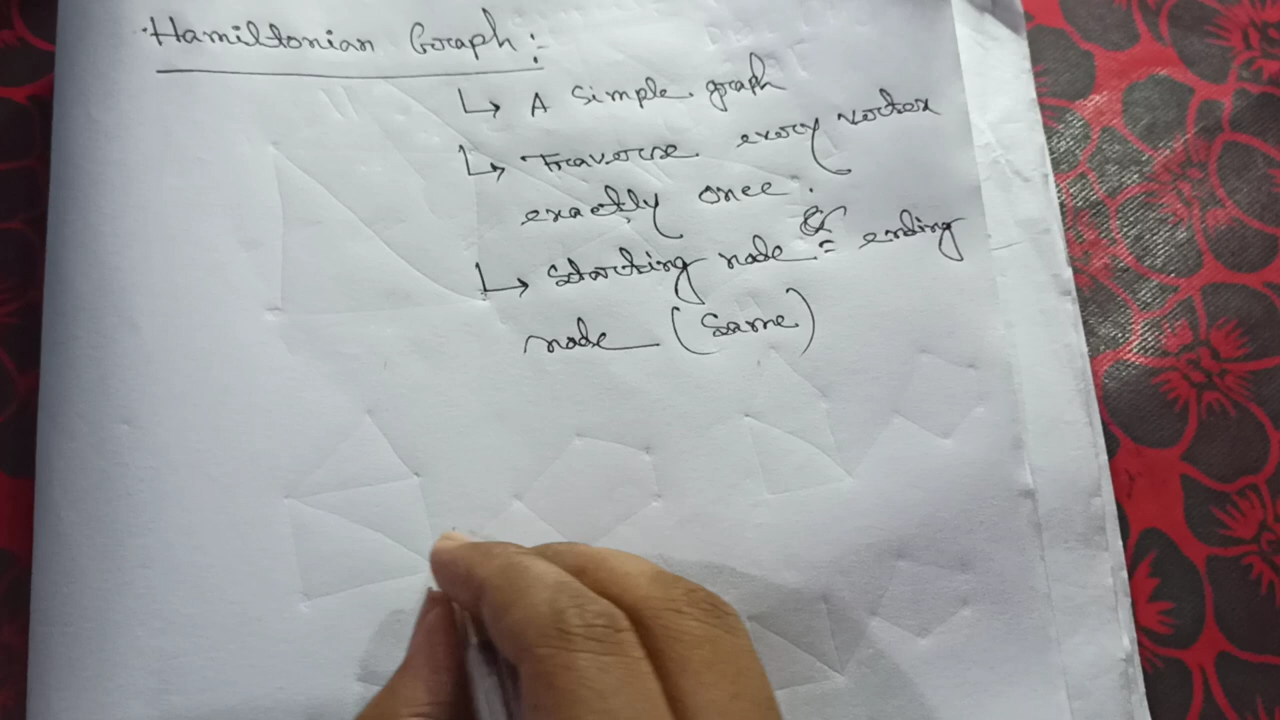 Hamiltonian Graph:-
↳ A simple graph
↳ Traverse every vertex
exactly once.
↳ Starting node & ending
node (same)